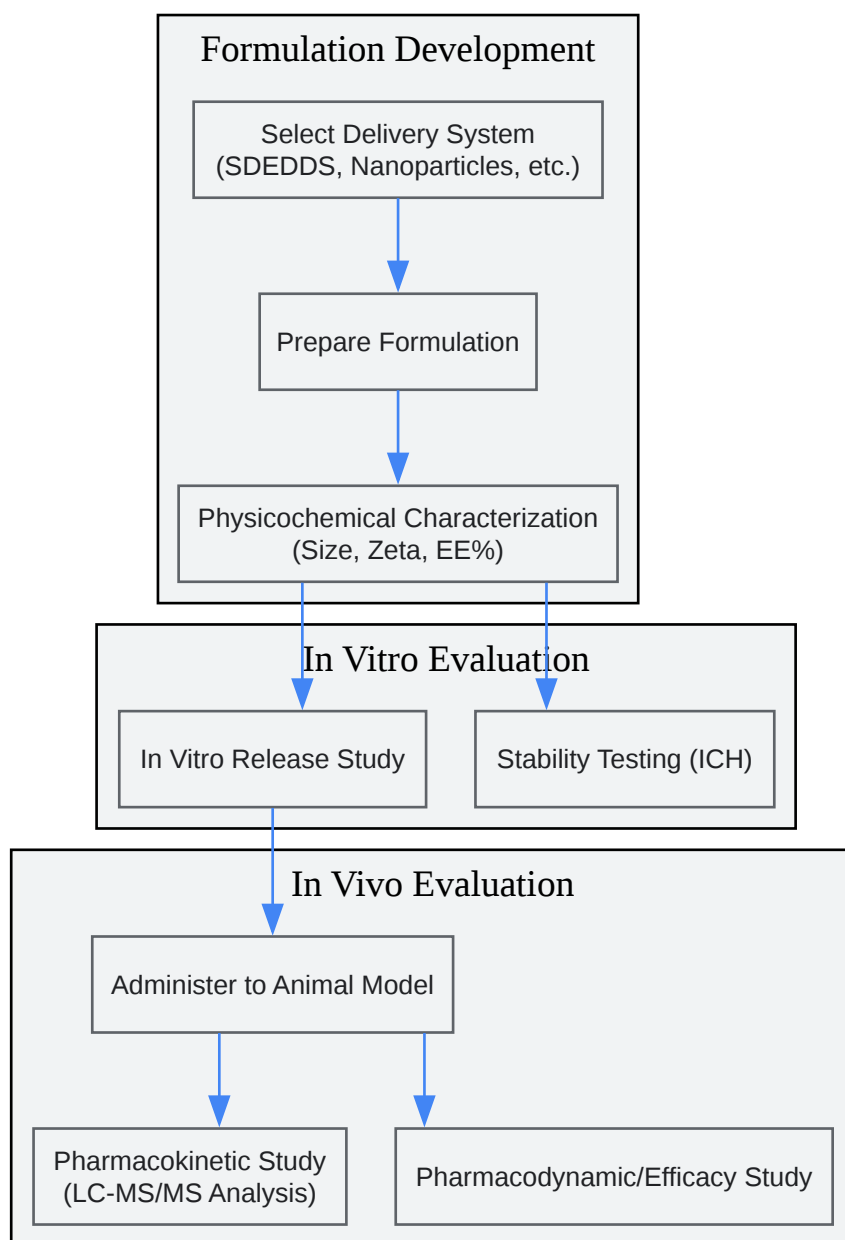 Formulation Development
Select Delivery System
(SDEDDS, Nanoparticles, etc.)
Prepare Formulation
Physicochemical Characterization
(Size, Zeta, EE%)
In Vitro Evaluation
In Vitro Release Study
Stability Testing (ICH)
In Vivo Evaluation
Administer to Animal Model
Pharmacokinetic Study
(LC-MS/MS Analysis)
Pharmacodynamic/Efficacy Study